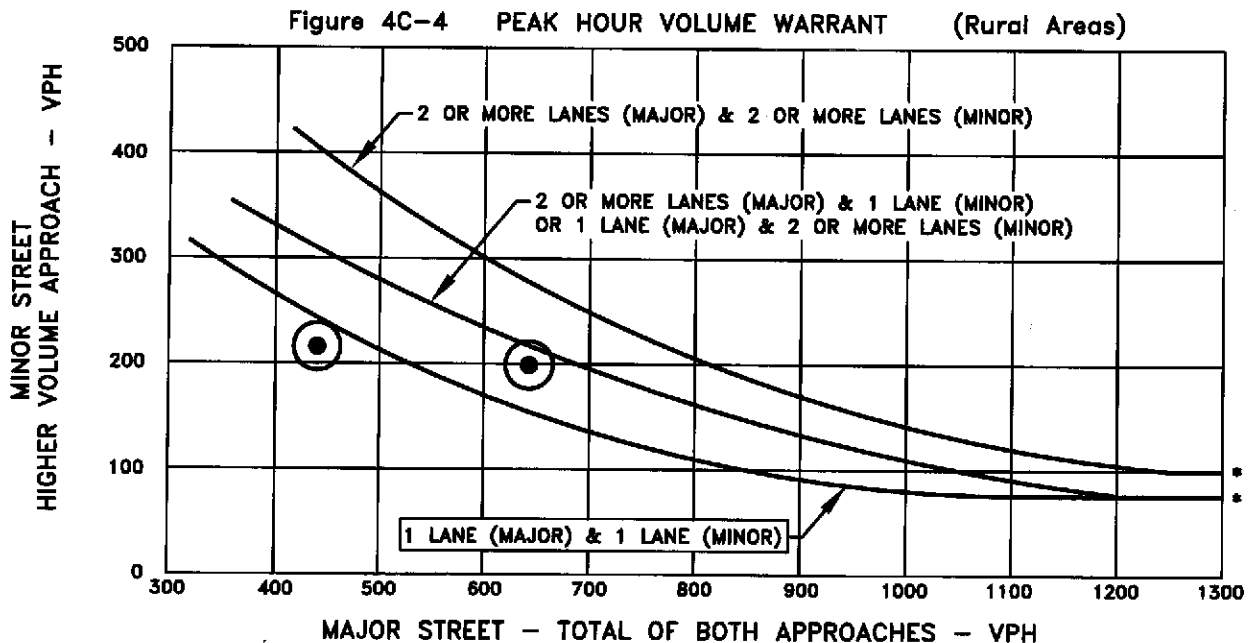 Figure 4C-4 PEAK HOUR VOLUME WARRANT (Rural Areas)
500
400
300
200
100
0
MINOR STREET
HIGHER VOLUME APPROACH - VPH
2 OR MORE LANES (MAJOR) & 2 OR MORE LANES (MINOR)
2 OR MORE LANES (MAJOR) & 1 LANE (MINOR)
OR 1 LANE (MAJOR) & 2 OR MORE LANES (MINOR)
*
*
1 LANE (MAJOR) & 1 LANE (MINOR)
300 400 500 600 700 800 900 1000 1100 1200 1300
MAJOR STREET - TOTAL OF BOTH APPROACHES - VPH